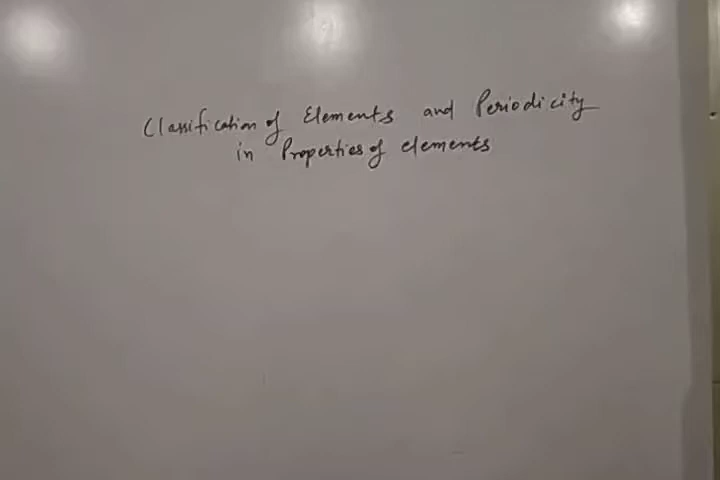 Classification of Elements and Periodicity
in Properties of elements